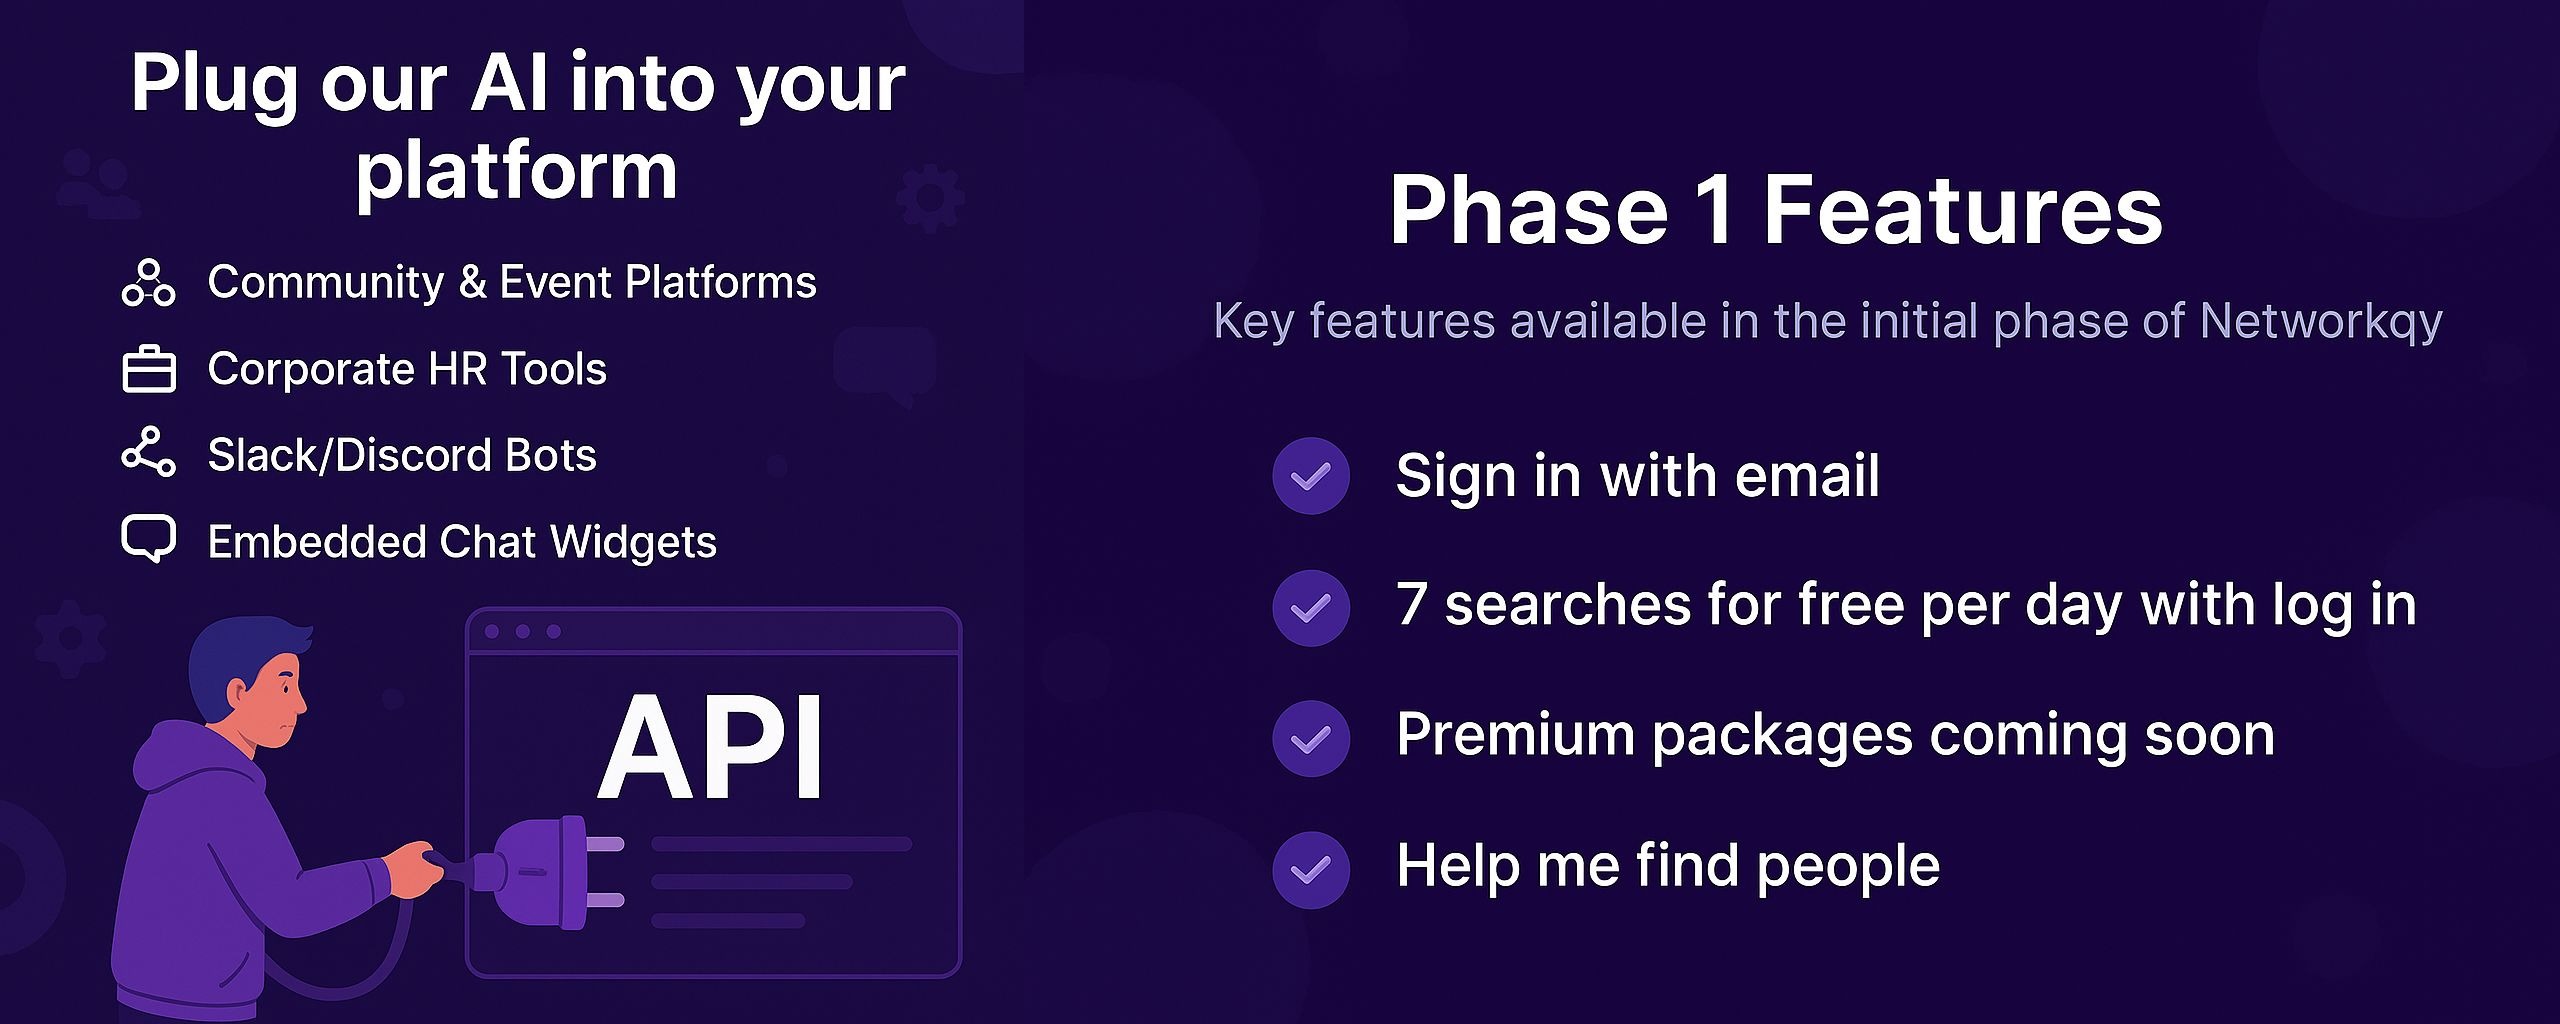 Plug our AI into your
platform
Community & Event Platforms
Corporate HR Tools
Slack/Discord Bots
Embedded Chat Widgets
API
Phase 1 Features
Key features available in the initial phase of Networkqy
Sign in with email
7 searches for free per day with log in
Premium packages coming soon
Help me find people